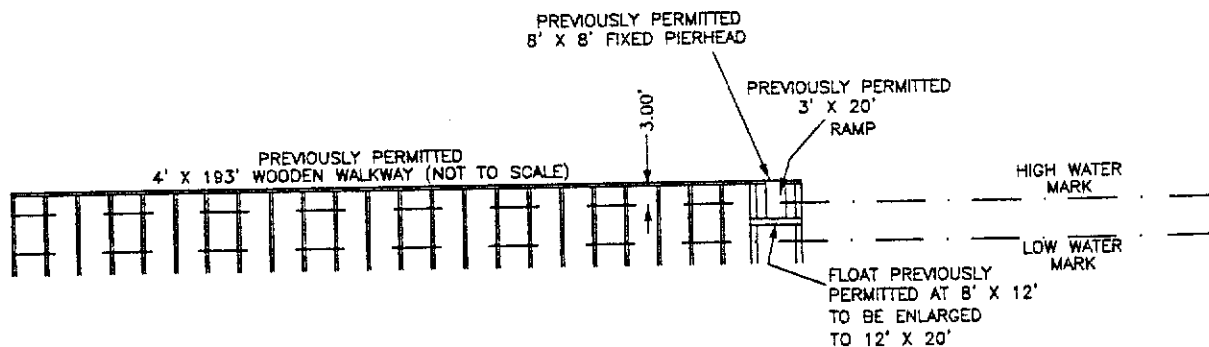 PREVIOUSLY PERMITTED
8' X 8' FIXED PIERHEAD
PREVIOUSLY PERMITTED
3' X 20'
RAMP
3.00'
PREVIOUSLY PERMITTED
4' X 193' WOODEN WALKWAY (NOT TO SCALE)
HIGH WATER
MARK
LOW WATER
MARK
FLOAT PREVIOUSLY
PERMITTED AT 8' X 12'
TO BE ENLARGED
TO 12' X 20'